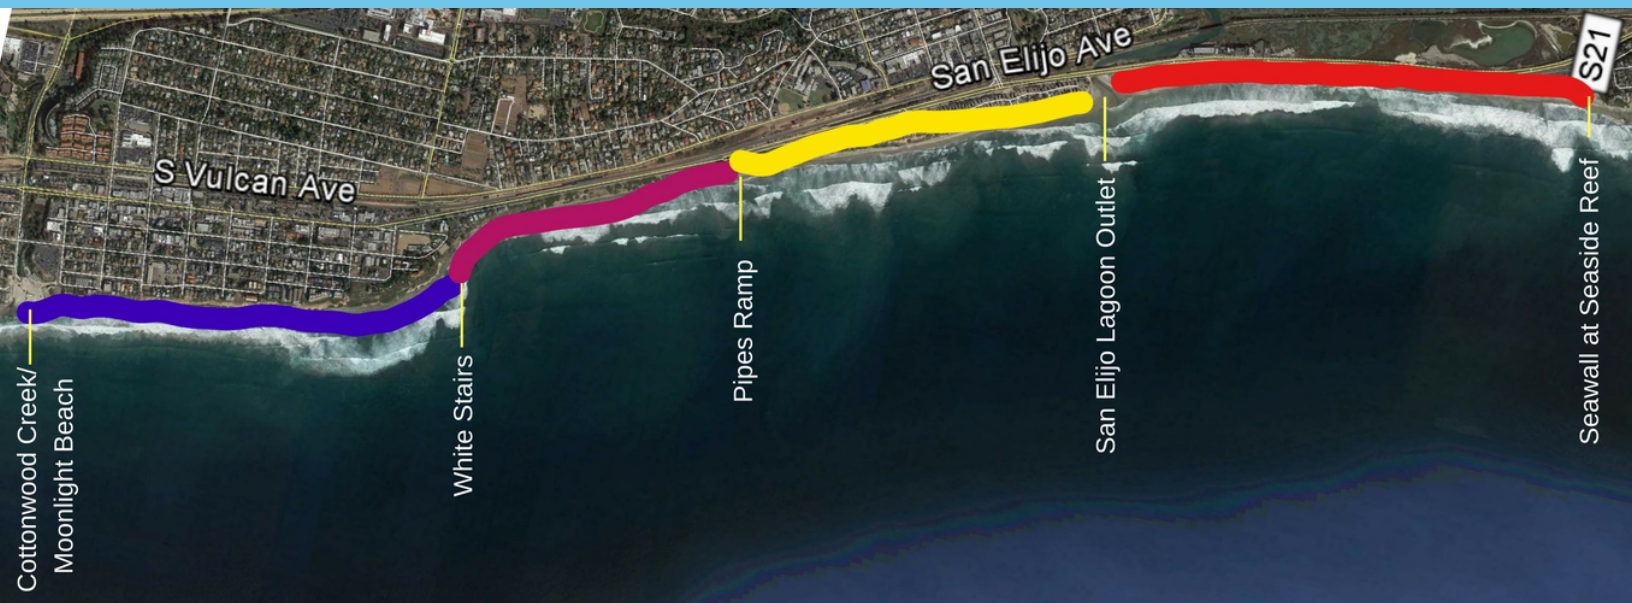 S Vulcan Ave
San Elijo Ave
S21
Cottonwood Creek/
Moonlight Beach
White Stairs
Pipes Ramp
San Elijo Lagoon Outlet
Seawall at Seaside Reef